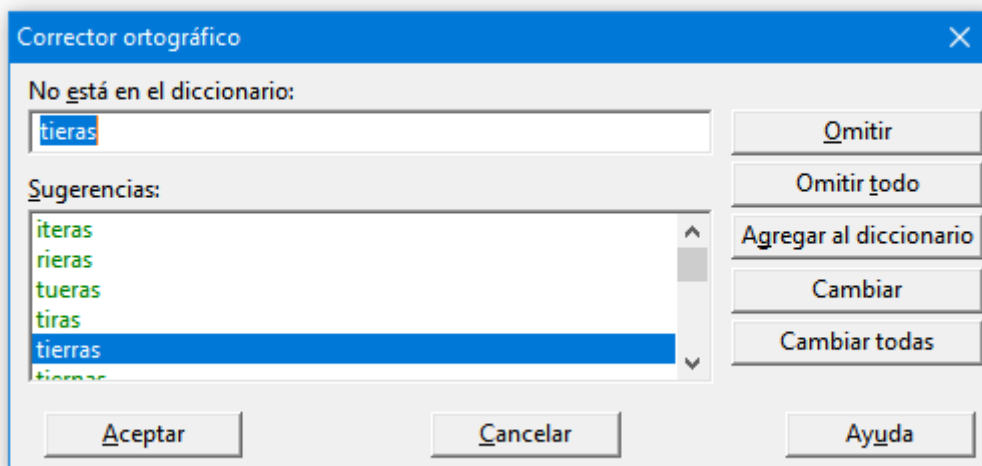 Corrector ortográfico
No está en el diccionario:
tieras
Omitir
Sugerencias:
Omitir todo
iteras
rieras
tueras
tiras
tierras
tiernas
Agregar al diccionario
Cambiar
Cambiar todas
Aceptar
Cancelar
Ayuda